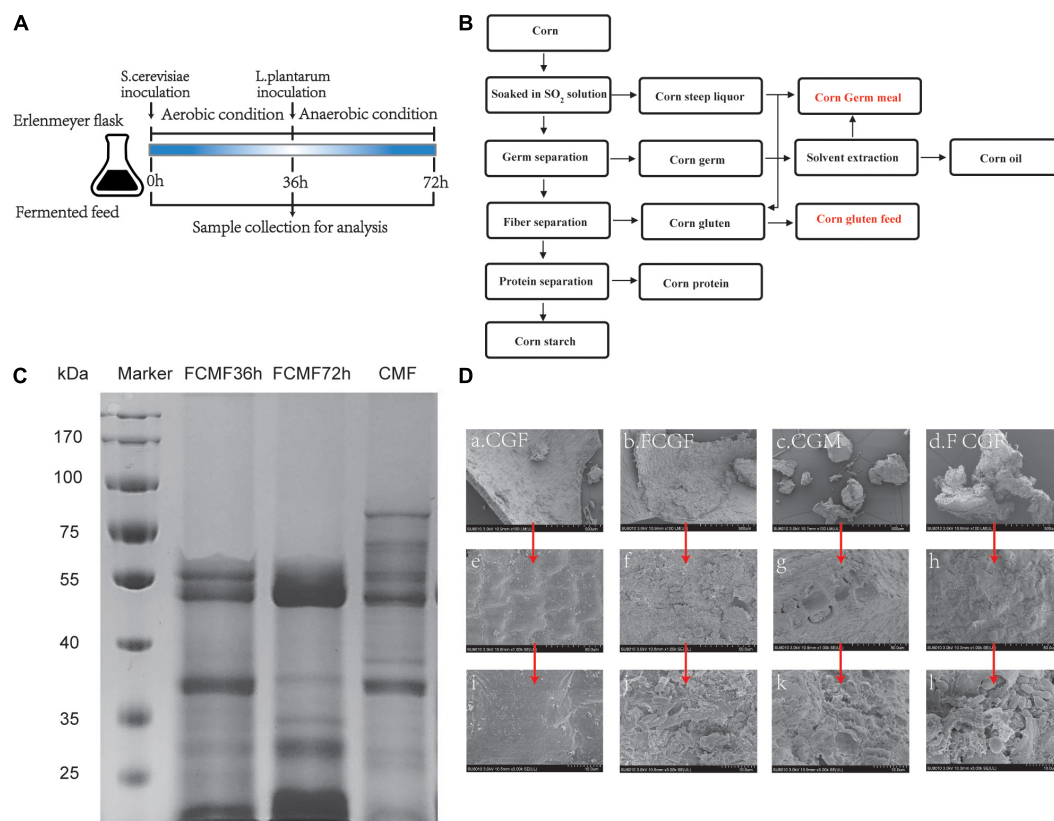 A
S.cerevisiae
inoculation
L.plantarum
inoculation
Aerobic condition
Anaerobic condition
Erlenmeyer flask
0h
36h
72h
Fermented feed
Sample collection for analysis
B
Corn
Soaked in SO2 solution
Corn steep liquor
Corn Germ meal
Germ separation
Corn germ
Solvent extraction
Corn oil
Fiber separation
Corn gluten
Corn gluten feed
Protein separation
Corn protein
Corn starch
C
kDa
Marker
FCMF36h
FCMF72h
CMF
170
100
75
55
40
35
25
D
a.CGF
b.FCGF
c.CGM
d.F CGF
e
f
g
h
i
j
k
l